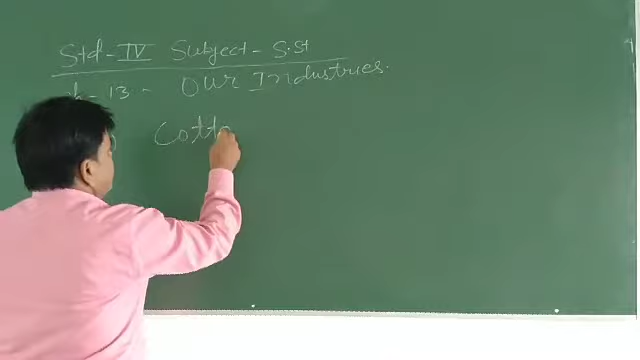 Std - IV Subject - S.St
13 - Our Industries.
Cotto